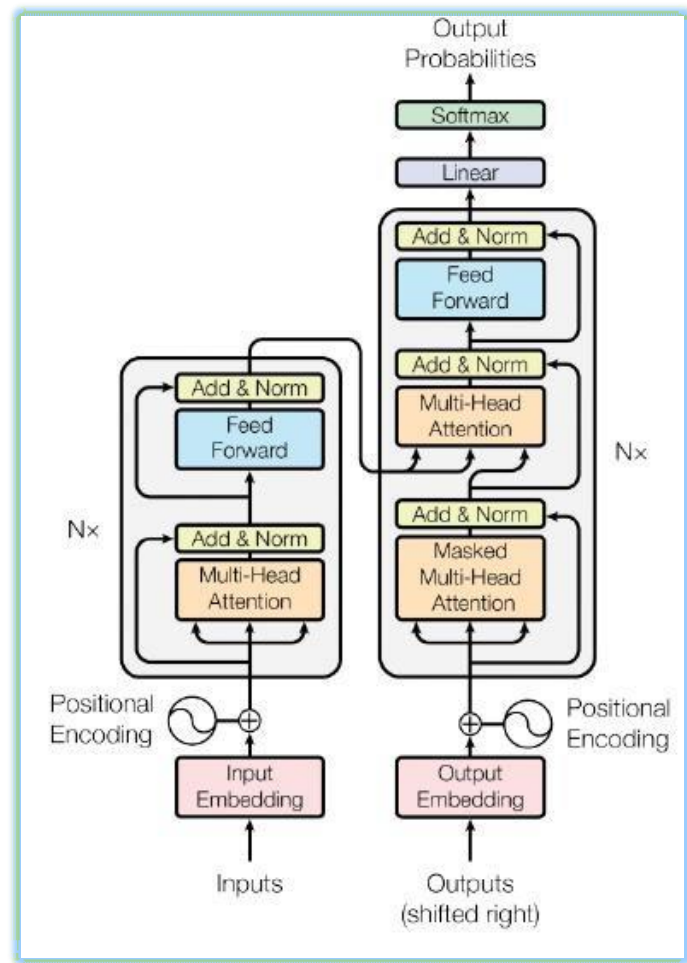 Output
Probabilities
Softmax
Linear
Add & Norm
Feed
Forward
Add & Norm
Multi-Head
Attention
Nx
Add & Norm
Masked
Multi-Head
Attention
Add & Norm
Feed
Forward
Nx
Add & Norm
Multi-Head
Attention
Positional
Encoding
Positional
Encoding
Input
Embedding
Output
Embedding
Inputs
Outputs
(shifted right)